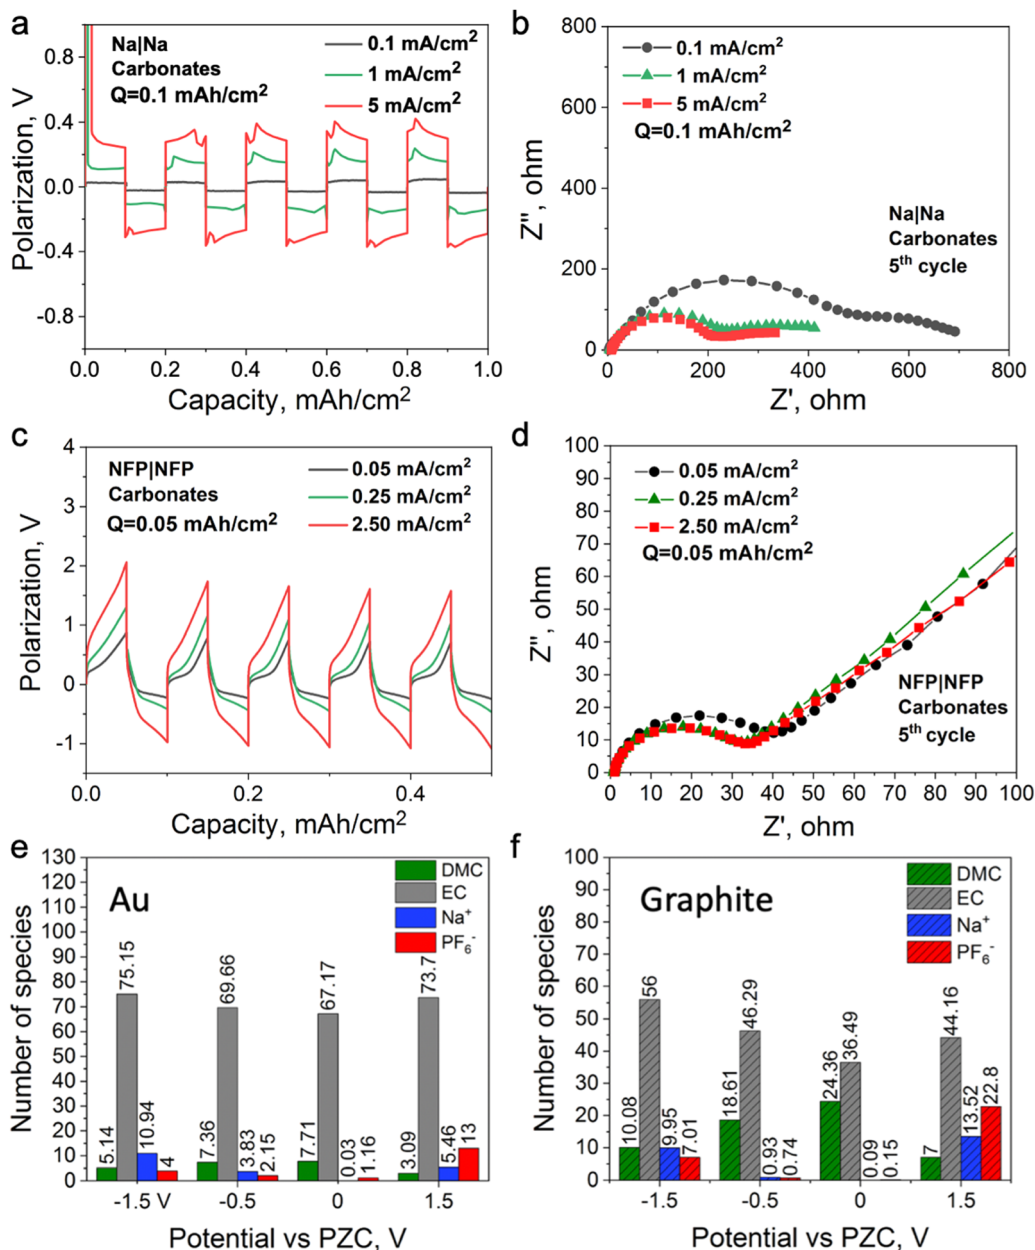 a
Na|Na
Carbonates
Q=0.1 mAh/cm²
0.1 mA/cm²
1 mA/cm²
5 mA/cm²
Polarization, V
0.8
0.4
0.0
-0.4
-0.8
0.0 0.2 0.4 0.6 0.8 1.0
Capacity, mAh/cm²
b
0.1 mA/cm²
1 mA/cm²
5 mA/cm²
Q=0.1 mAh/cm²
Na|Na
Carbonates
5th cycle
Z'', ohm
800
600
400
200
0
0 200 400 600 800
Z', ohm
c
NFP|NFP
Carbonates
Q=0.05 mAh/cm²
0.05 mA/cm²
0.25 mA/cm²
2.50 mA/cm²
Polarization, V
4
3
2
1
0
-1
0.0 0.2 0.4
Capacity, mAh/cm²
d
0.05 mA/cm²
0.25 mA/cm²
2.50 mA/cm²
Q=0.05 mAh/cm²
NFP|NFP
Carbonates
5th cycle
Z'', ohm
100
90
80
70
60
50
40
30
20
10
0
0 10 20 30 40 50 60 70 80 90 100
Z', ohm
e
Au
DMC
EC
Na⁺
PF₆⁻
Number of species
130
120
110
100
90
80
70
60
50
40
30
20
10
0
5.14 75.15 10.94 4
7.36 69.66 3.83 2.15
7.71 67.17 0.03 1.16
3.09 73.7 5.46 13
-1.5 V -0.5 0 1.5
Potential vs PZC, V
f
Graphite
DMC
EC
Na⁺
PF₆⁻
Number of species
100
90
80
70
60
50
40
30
20
10
0
10.08 56 9.95 7.01
18.61 46.29 0.93 0.74
24.36 36.49 0.09 0.15
7 44.16 13.52 22.8
-1.5 -0.5 0 1.5
Potential vs PZC, V